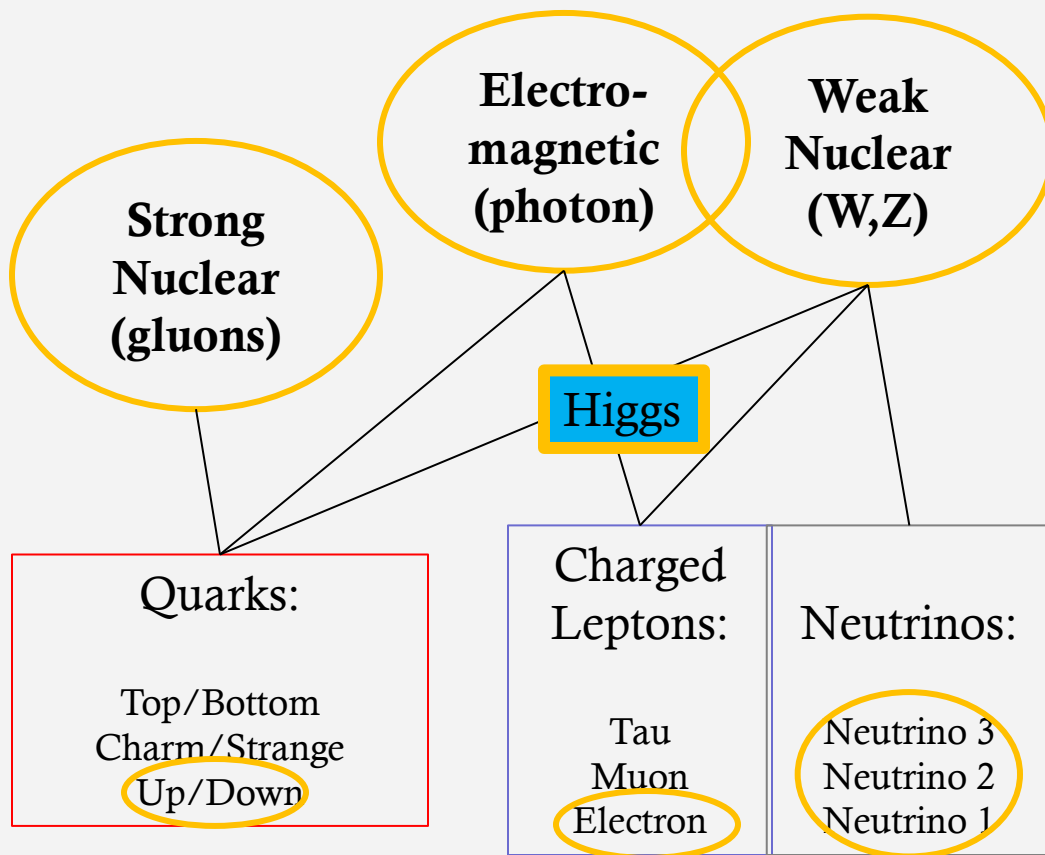 Electro-
magnetic
(photon)
Weak
Nuclear
(W,Z)
Strong
Nuclear
(gluons)
Higgs
Quarks:
Top/Bottom
Charm/Strange
Up/Down
Charged
Leptons:
Tau
Muon
Electron
Neutrinos:
Neutrino 3
Neutrino 2
Neutrino 1